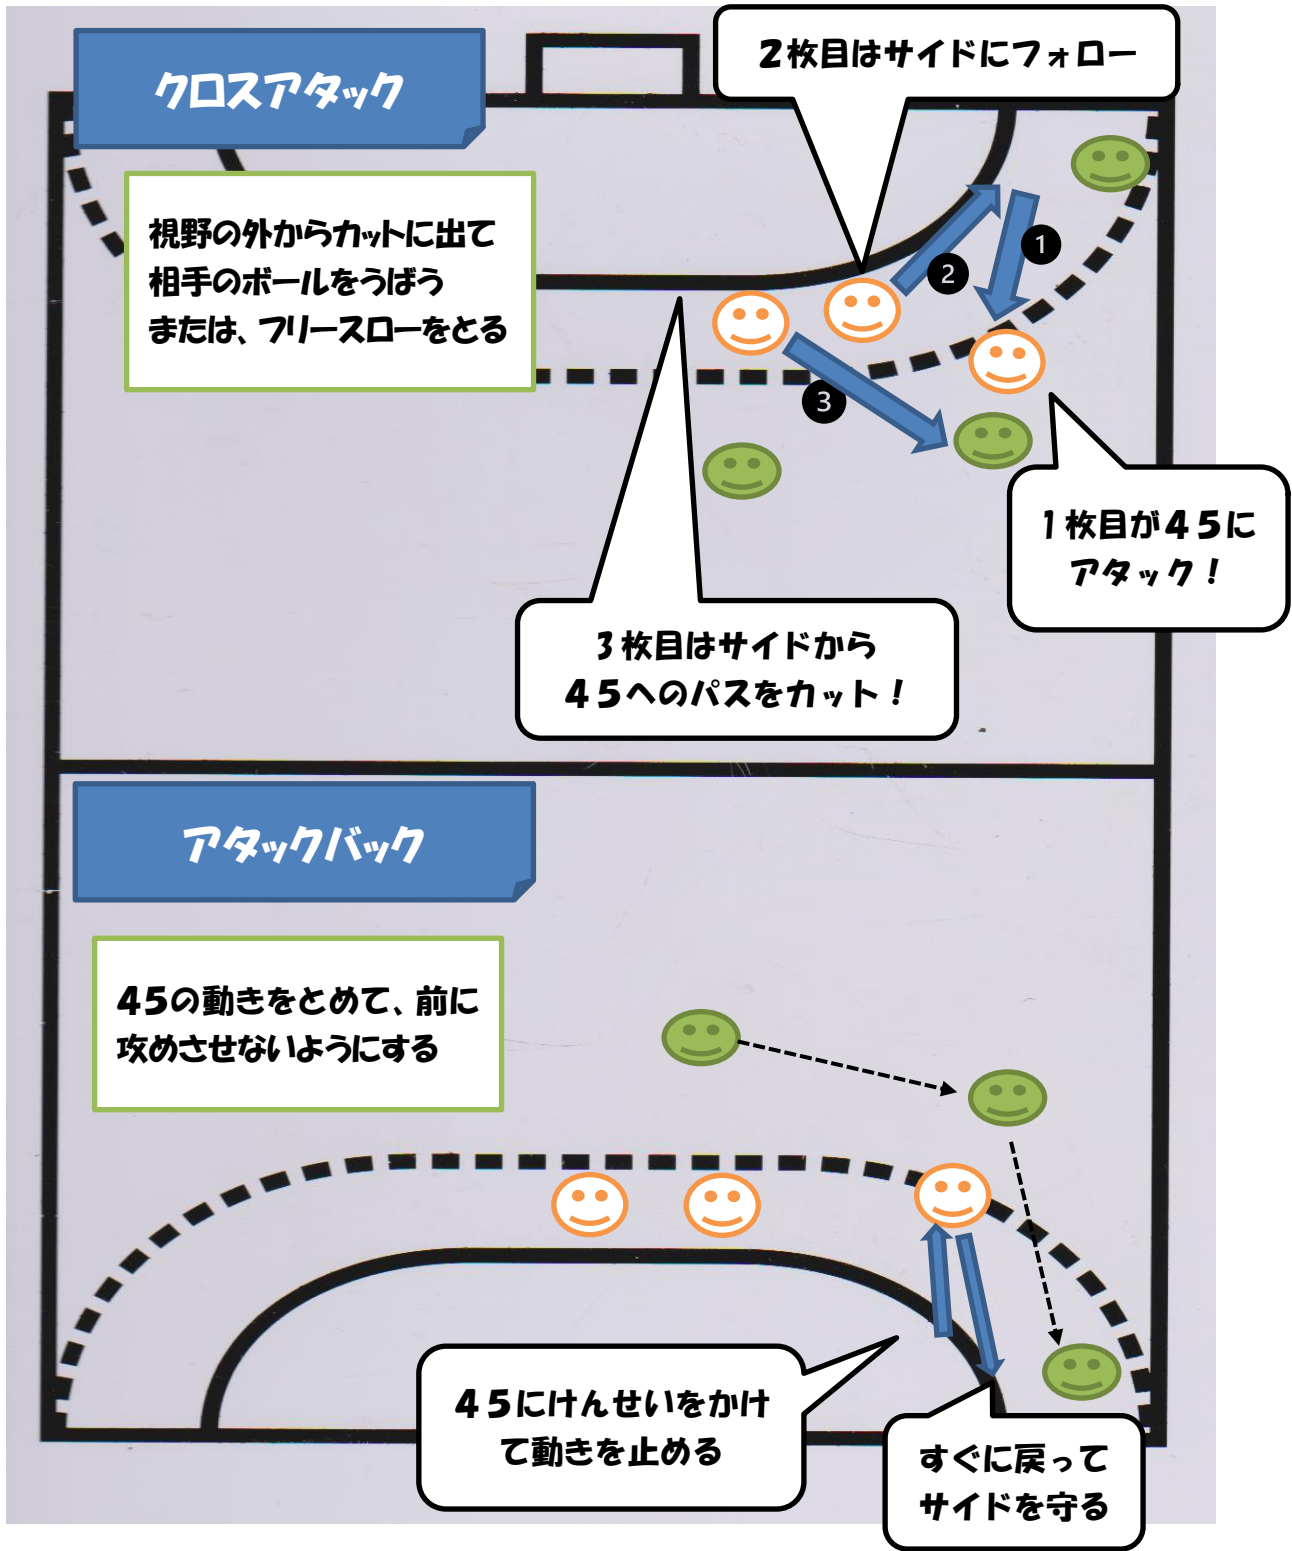 クロスアタック
2枚目はサイドにフォロー
視野の外からカットに出て
相手のボールをうばう
または、フリースローをとる
1
2
3
1枚目が45に
アタック！
3枚目はサイドから
45へのパスをカット！
アタックバック
45の動きをとめて、前に
攻めさせないようにする
45にけんせいをかけ
て動きを止める
すぐに戻って
サイドを守る